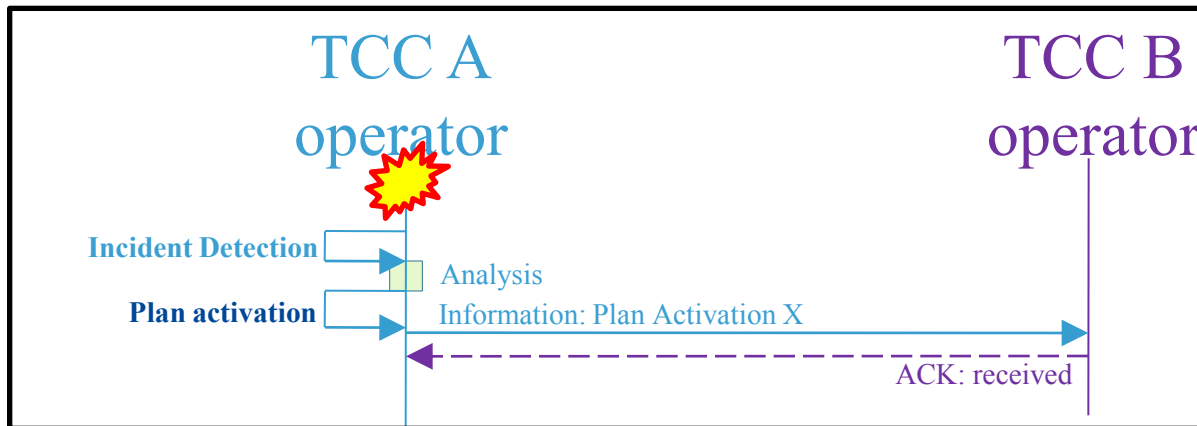 TCC A
operator
TCC B
operator
Incident Detection
Analysis
Plan activation
Information: Plan Activation X
ACK: received